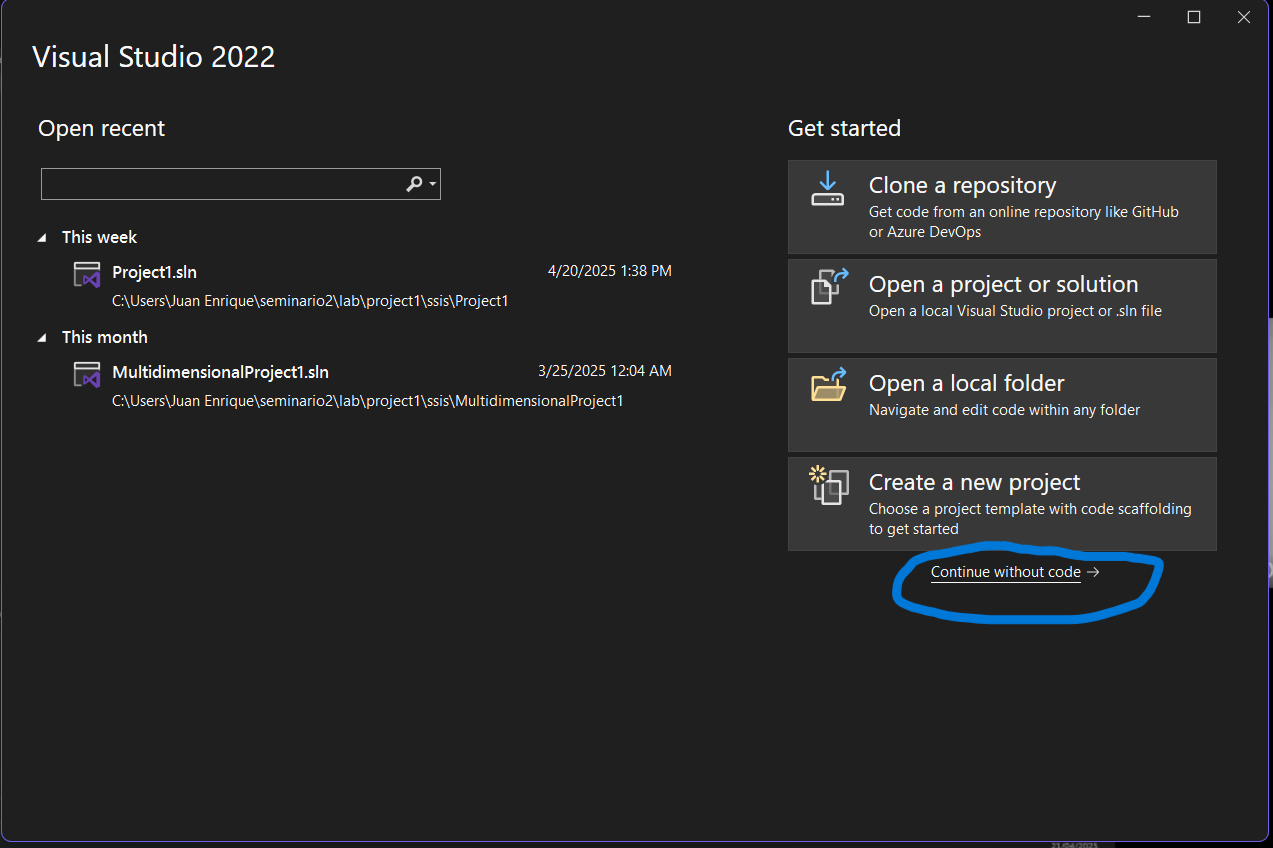 Visual Studio 2022
Open recent
This week
Project1.sln
4/20/2025 1:38 PM
C:\Users\Juan Enrique\seminario2\lab\project1\ssis\Project1
This month
MultidimensionalProject1.sln
3/25/2025 12:04 AM
C:\Users\Juan Enrique\seminario2\lab\project1\ssis\MultidimensionalProject1
Get started
Clone a repository
Get code from an online repository like GitHub
or Azure DevOps
Open a project or solution
Open a local Visual Studio project or .sln file
Open a local folder
Navigate and edit code within any folder
Create a new project
Choose a project template with code scaffolding
to get started
Continue without code →